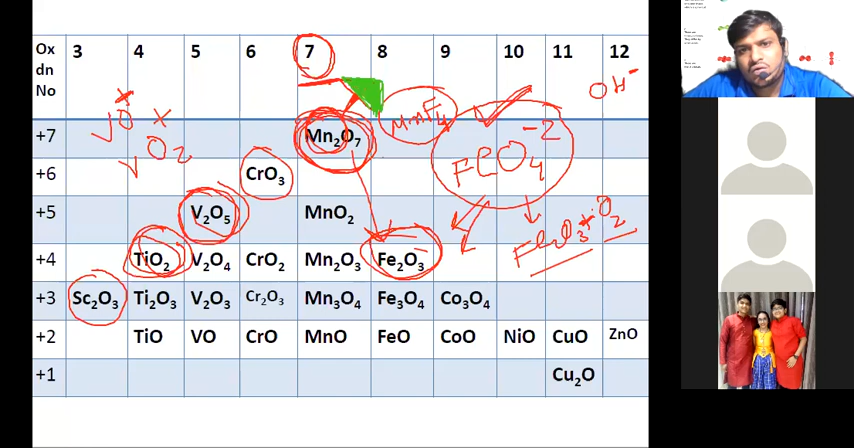 Ox dn No 3 4 5 6 7 8 9 10 11 12
OH⁻
VO
VO₂
MnF₄
FeO₄⁻²
+7 Mn₂O₇
+6 CrO₃
+5 V₂O₅ MnO₂
O₂
+4 TiO₂ V₂O₄ CrO₂ Mn₂O₃ Fe₂O₃
+3 Sc₂O₃ Ti₂O₃ V₂O₃ Cr₂O₃ Mn₃O₄ Fe₃O₄ Co₃O₄
+2 TiO VO CrO MnO FeO CoO NiO CuO ZnO
+1 Cu₂O